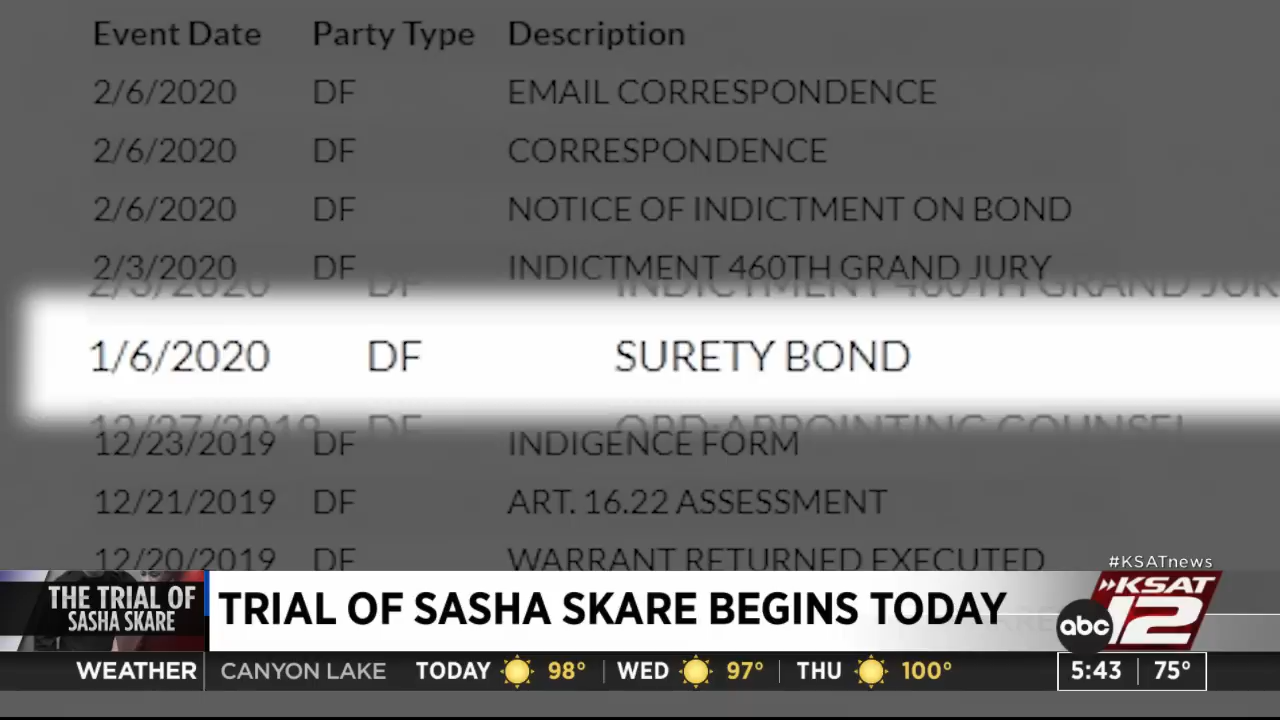 Event Date Party Type Description
2/6/2020 DF EMAIL CORRESPONDENCE
2/6/2020 DF CORRESPONDENCE
2/6/2020 DF NOTICE OF INDICTMENT ON BOND
2/3/2020 DF INDICTMENT 460TH GRAND JURY
1/6/2020 DF SURETY BOND
12/23/2019 DF INDIGENCE FORM
12/21/2019 DF ART. 16.22 ASSESSMENT
12/20/2019 DF WARRANT RETURNED EXECUTED
#KSATnews
THE TRIAL OF
SASHA SKARE
TRIAL OF SASHA SKARE BEGINS TODAY
KSAT
abc 12
WEATHER CANYON LAKE TODAY 98° WED 97° THU 100° 5:43 75°